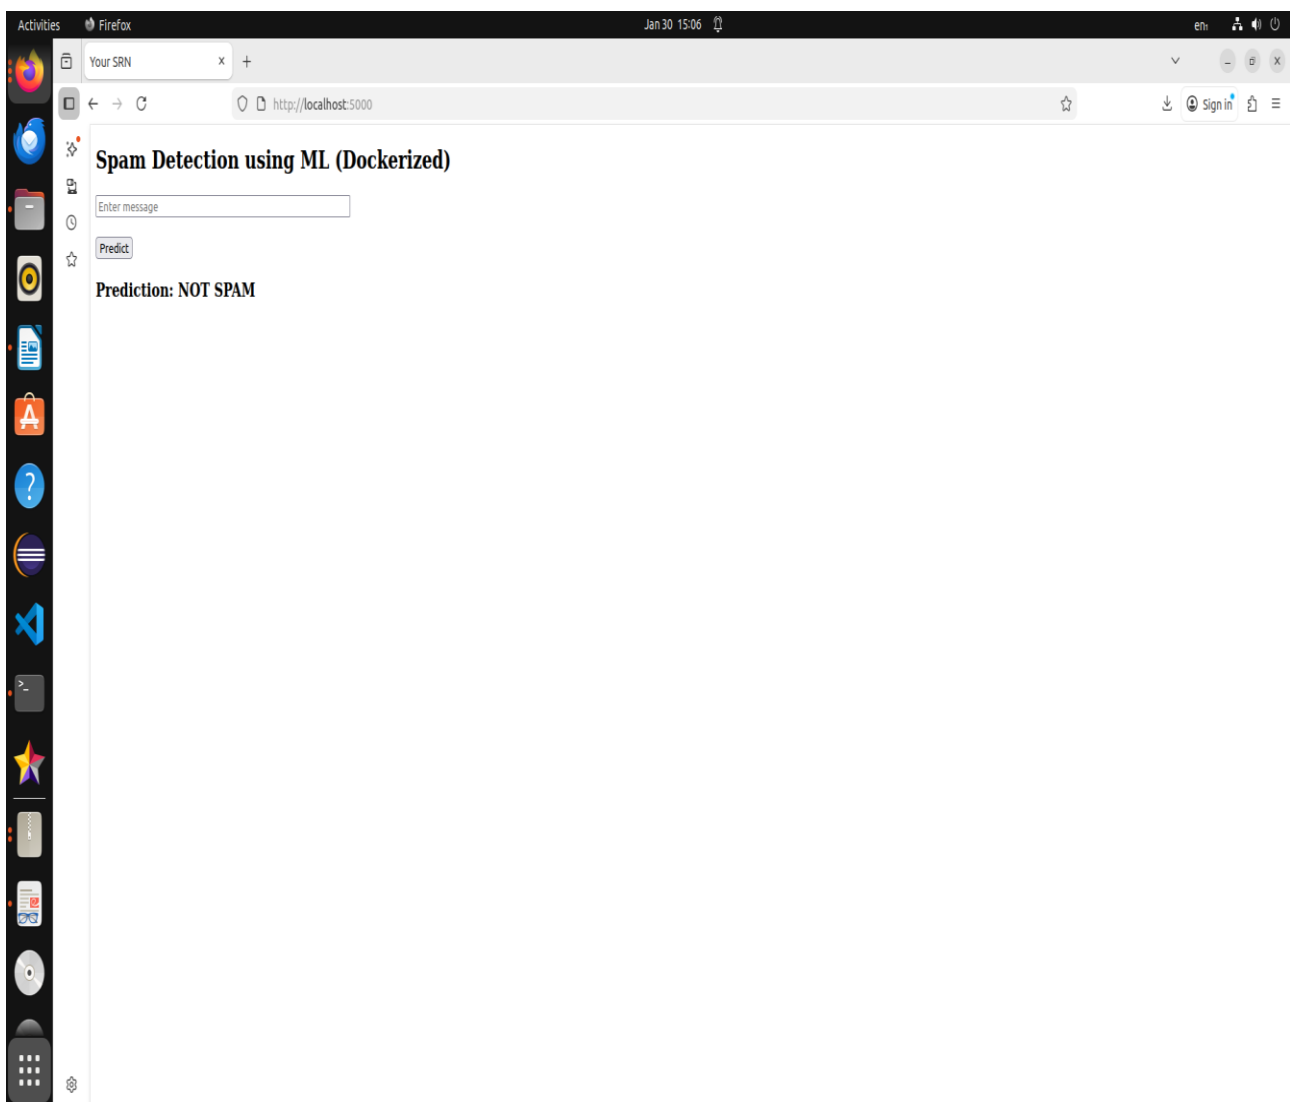 Activities Firefox Jan 30 15:06 en₁
Your SRN
http://localhost:5000 Sign in
Spam Detection using ML (Dockerized)
Enter message
Predict
Prediction: NOT SPAM